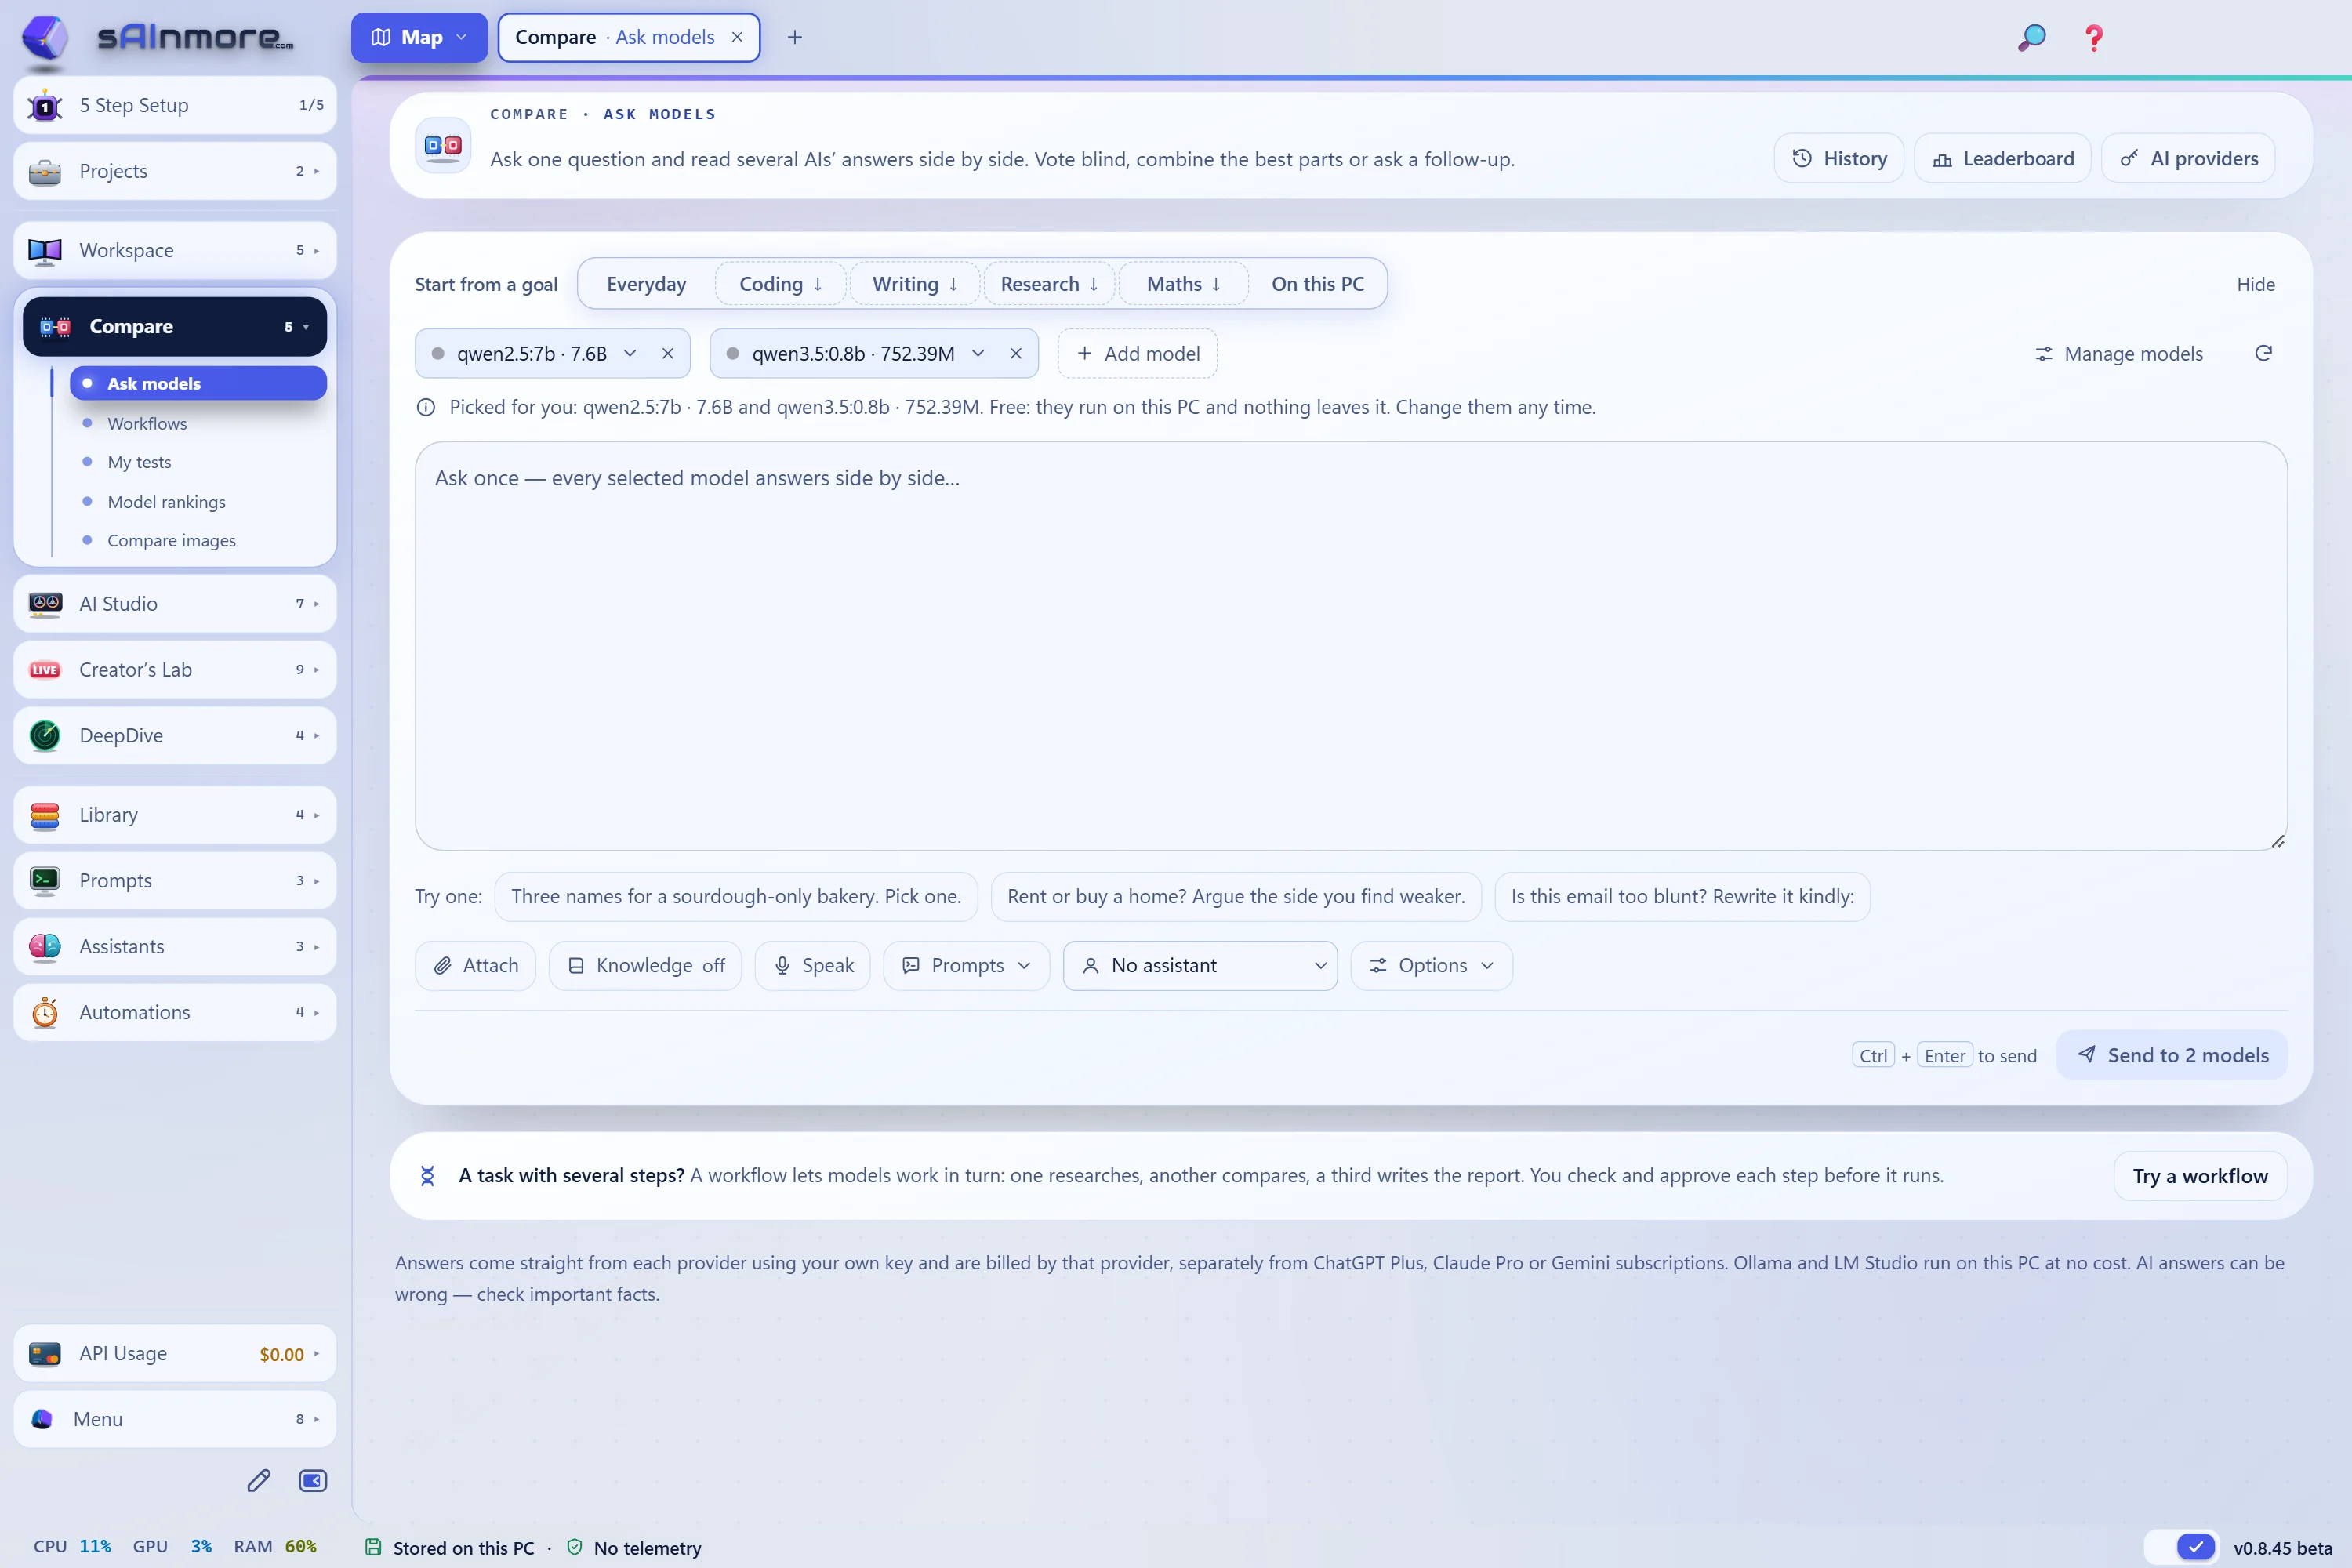 sAInmore.com
Map
Compare · Ask models
5 Step Setup 1/5
Projects 2
Workspace 5
Compare 5
Ask models
Workflows
My tests
Model rankings
Compare images
AI Studio 7
LIVE Creator's Lab 9
DeepDive 4
Library 4
Prompts 3
Assistants 3
Automations 4
API Usage $0.00
Menu 8
CPU 11% GPU 3% RAM 60%
COMPARE · ASK MODELS
Ask one question and read several AIs’ answers side by side. Vote blind, combine the best parts or ask a follow-up.
History
Leaderboard
AI providers
Start from a goal
Everyday
Coding ↓
Writing ↓
Research ↓
Maths ↓
On this PC
Hide
qwen2.5:7b · 7.6B
qwen3.5:0.8b · 752.39M
Add model
Manage models
Picked for you: qwen2.5:7b · 7.6B and qwen3.5:0.8b · 752.39M. Free: they run on this PC and nothing leaves it. Change them any time.
Ask once — every selected model answers side by side...
Try one:
Three names for a sourdough-only bakery. Pick one.
Rent or buy a home? Argue the side you find weaker.
Is this email too blunt? Rewrite it kindly:
Attach
Knowledge off
Speak
Prompts
No assistant
Options
Ctrl + Enter to send
Send to 2 models
A task with several steps? A workflow lets models work in turn: one researches, another compares, a third writes the report. You check and approve each step before it runs.
Try a workflow
Answers come straight from each provider using your own key and are billed by that provider, separately from ChatGPT Plus, Claude Pro or Gemini subscriptions. Ollama and LM Studio run on this PC at no cost. AI answers can be
wrong — check important facts.
Stored on this PC · No telemetry
v0.8.45 beta